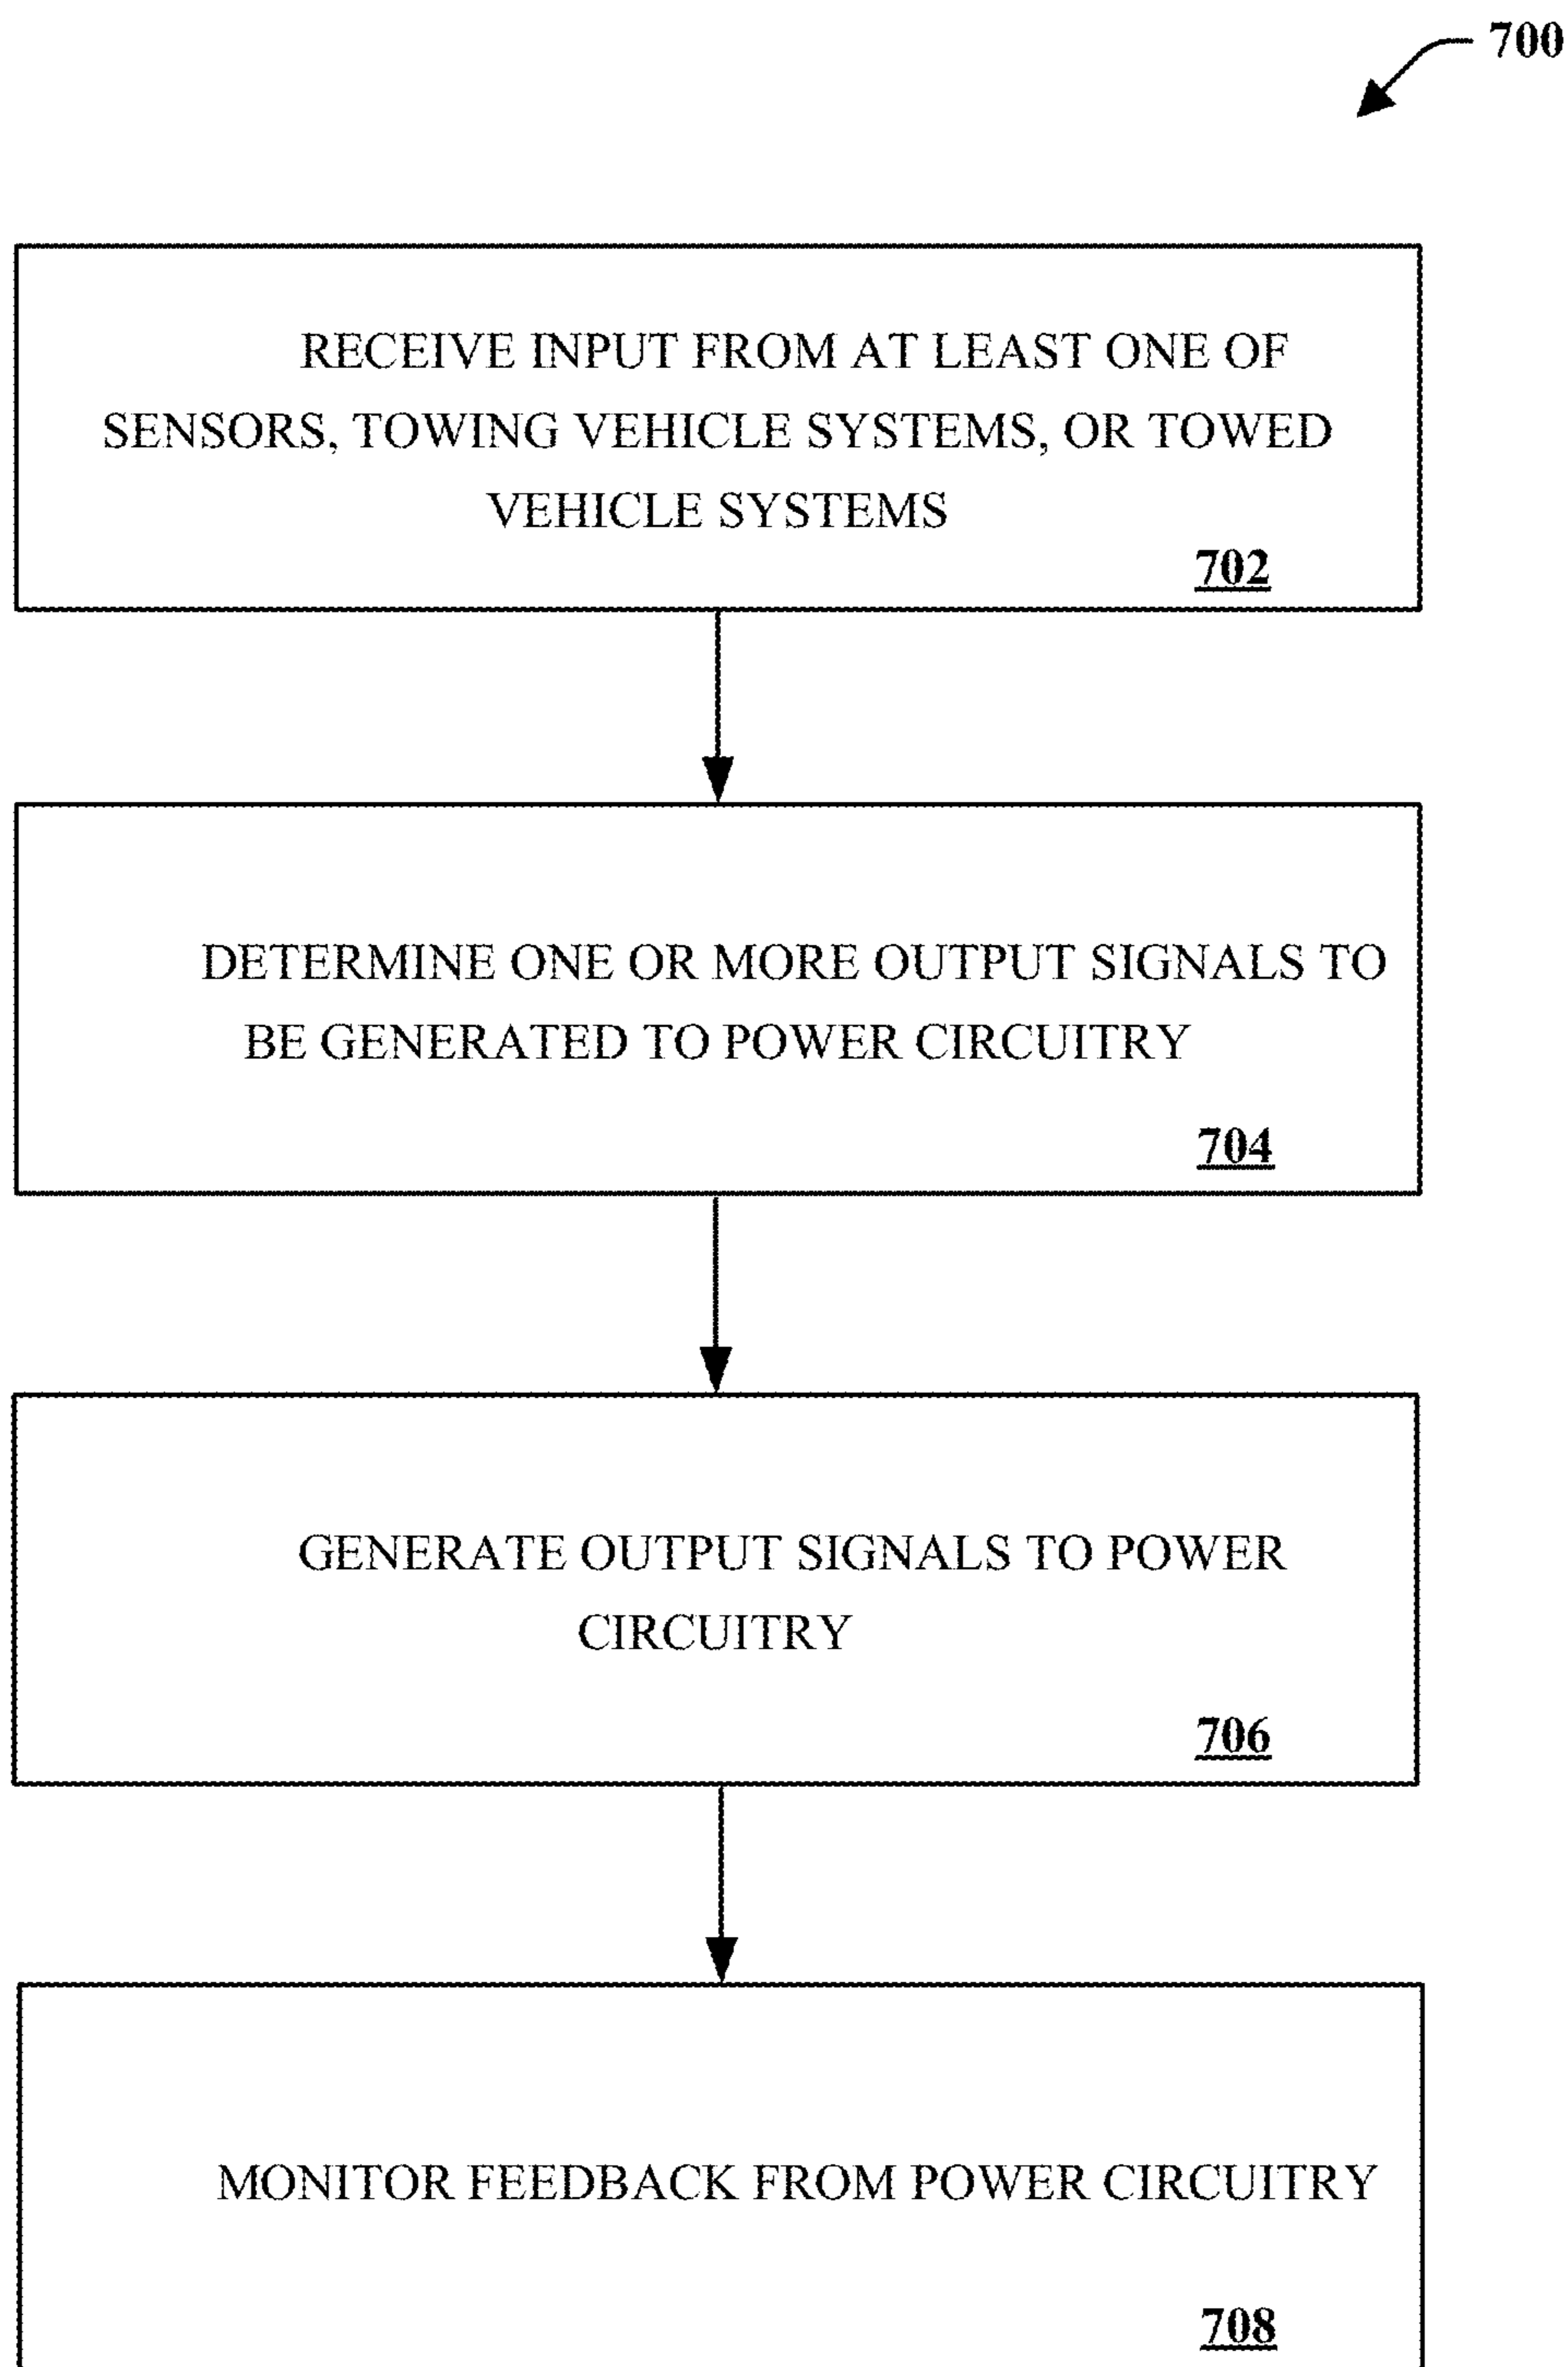 700
RECEIVE INPUT FROM AT LEAST ONE OF
SENSORS, TOWING VEHICLE SYSTEMS, OR TOWED
VEHICLE SYSTEMS
702
DETERMINE ONE OR MORE OUTPUT SIGNALS TO
BE GENERATED TO POWER CIRCUITRY
704
GENERATE OUTPUT SIGNALS TO POWER
CIRCUITRY
706
MONITOR FEEDBACK FROM POWER CIRCUITRY
708